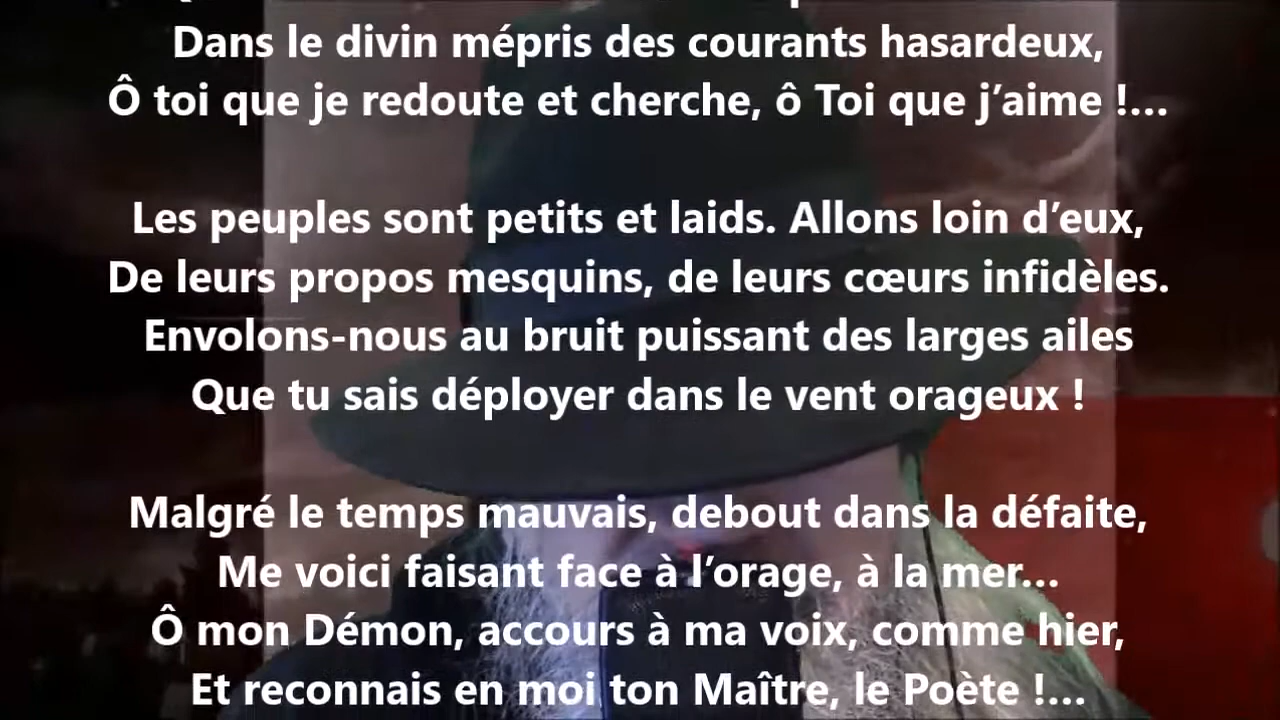 Dans le divin mépris des courants hasardeux,
Ô toi que je redoute et cherche, ô Toi que j’aime !...
Les peuples sont petits et laids. Allons loin d’eux,
De leurs propos mesquins, de leurs cœurs infidèles.
Envolons-nous au bruit puissant des larges ailes
Que tu sais déployer dans le vent orageux !
Malgré le temps mauvais, debout dans la défaite,
Me voici faisant face à l’orage, à la mer...
Ô mon Démon, accours à ma voix, comme hier,
Et reconnais en moi ton Maître, le Poète !...